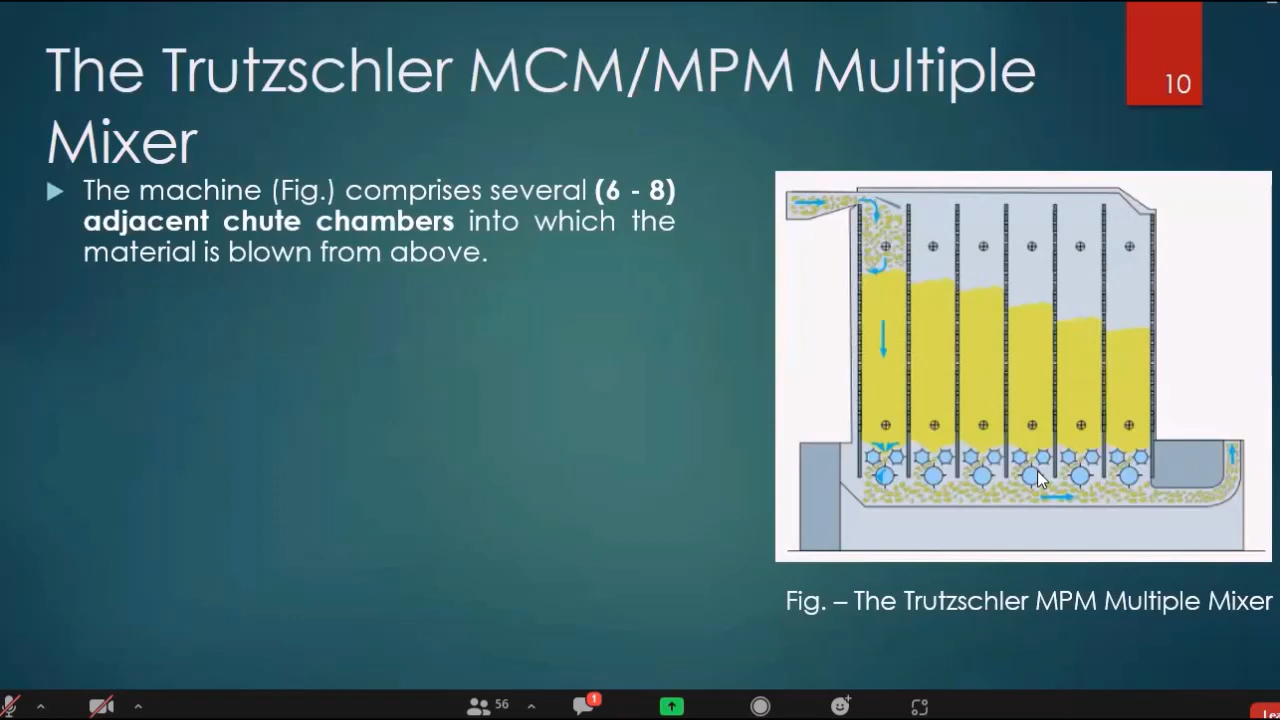 The Trutzschler MCM/MPM Multiple
Mixer
10
The machine (Fig.) comprises several (6 - 8)
adjacent chute chambers into which the
material is blown from above.
Fig. – The Trutzschler MPM Multiple Mixer
56
1